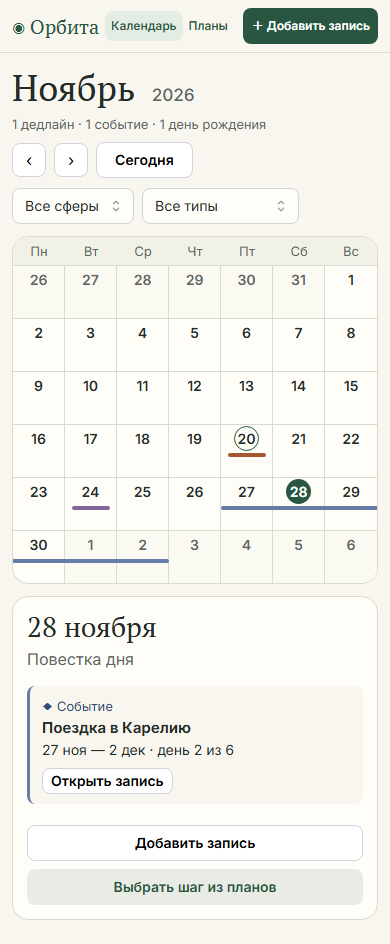 Орбита Календарь Планы + Добавить запись
Ноябрь 2026
1 дедлайн · 1 событие · 1 день рождения
‹ › Сегодня
Все сферы Все типы
Пн Вт Ср Чт Пт Сб Вс
26 27 28 29 30 31 1
2 3 4 5 6 7 8
9 10 11 12 13 14 15
16 17 18 19 20 21 22
23 24 25 26 27 28 29
30 1 2 3 4 5 6
28 ноября
Повестка дня
Событие
Поездка в Карелию
27 ноя — 2 дек · день 2 из 6
Открыть запись
Добавить запись
Выбрать шаг из планов